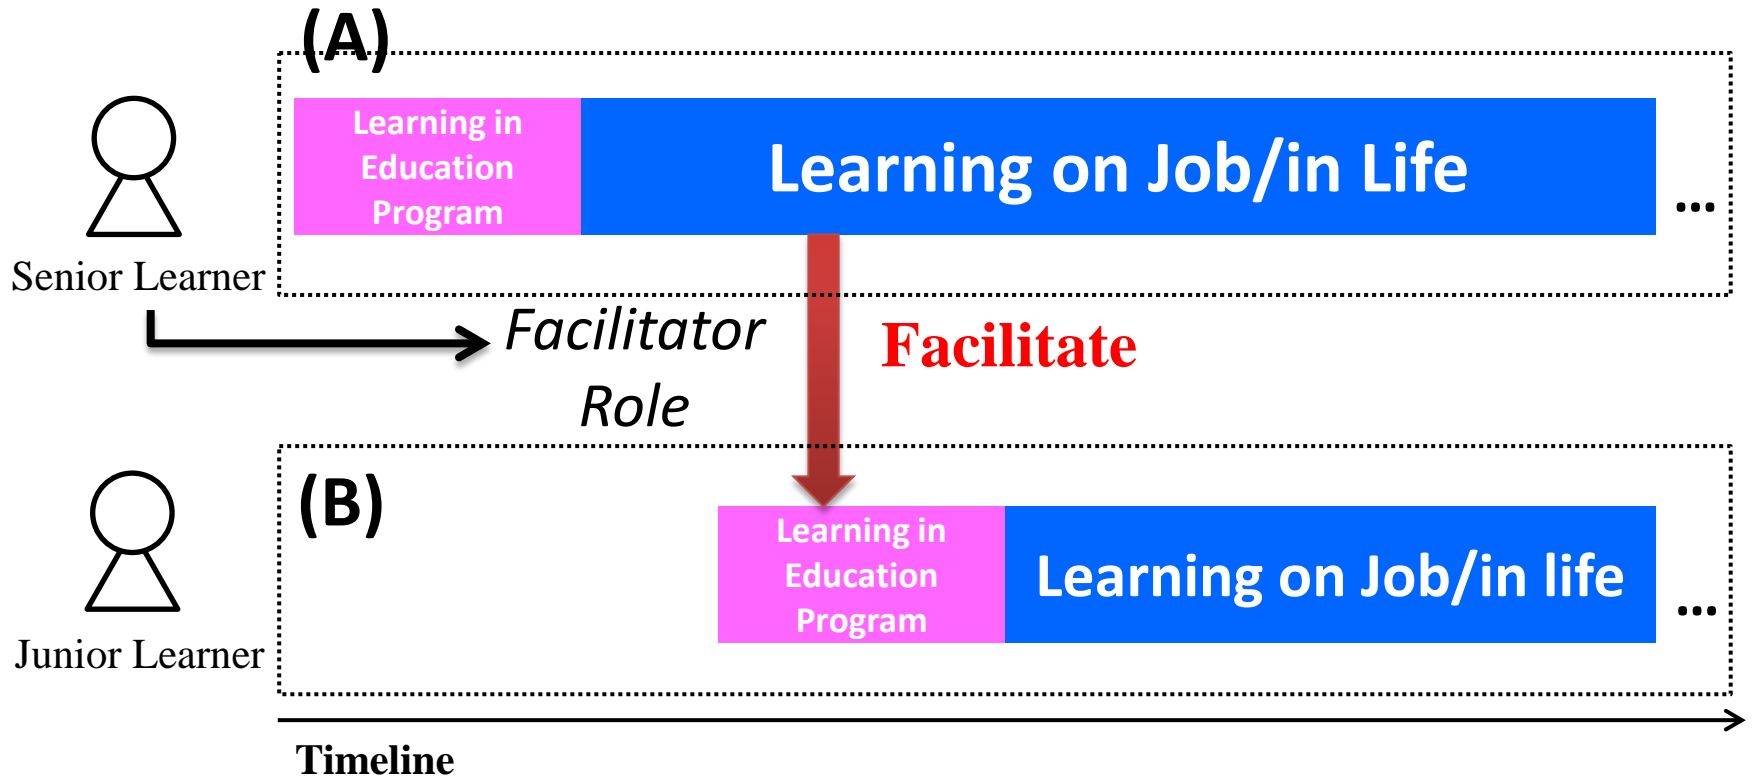 (A)
Learning in
Education
Program
Learning on Job/in Life
...
Senior Learner
Facilitator
Role
Facilitate
(B)
Learning in
Education
Program
Learning on Job/in life
...
Junior Learner
Timeline